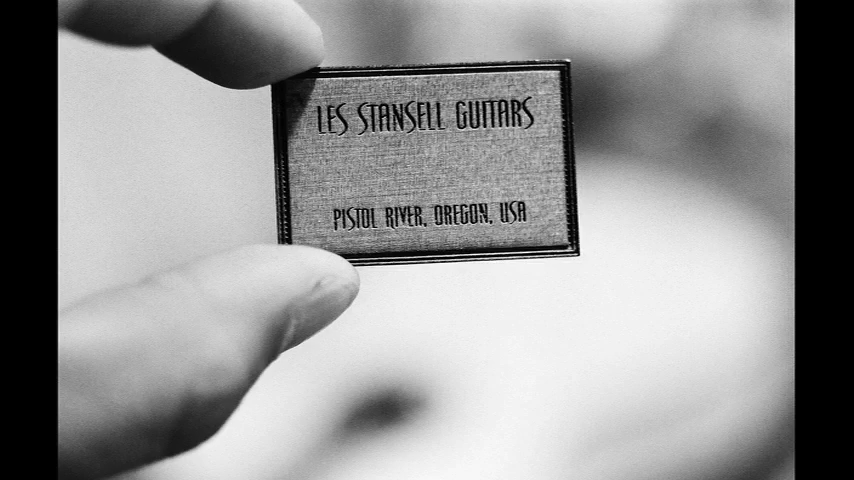 LES STANSELL GUITARS
PISTOL RIVER, OREGON, USA